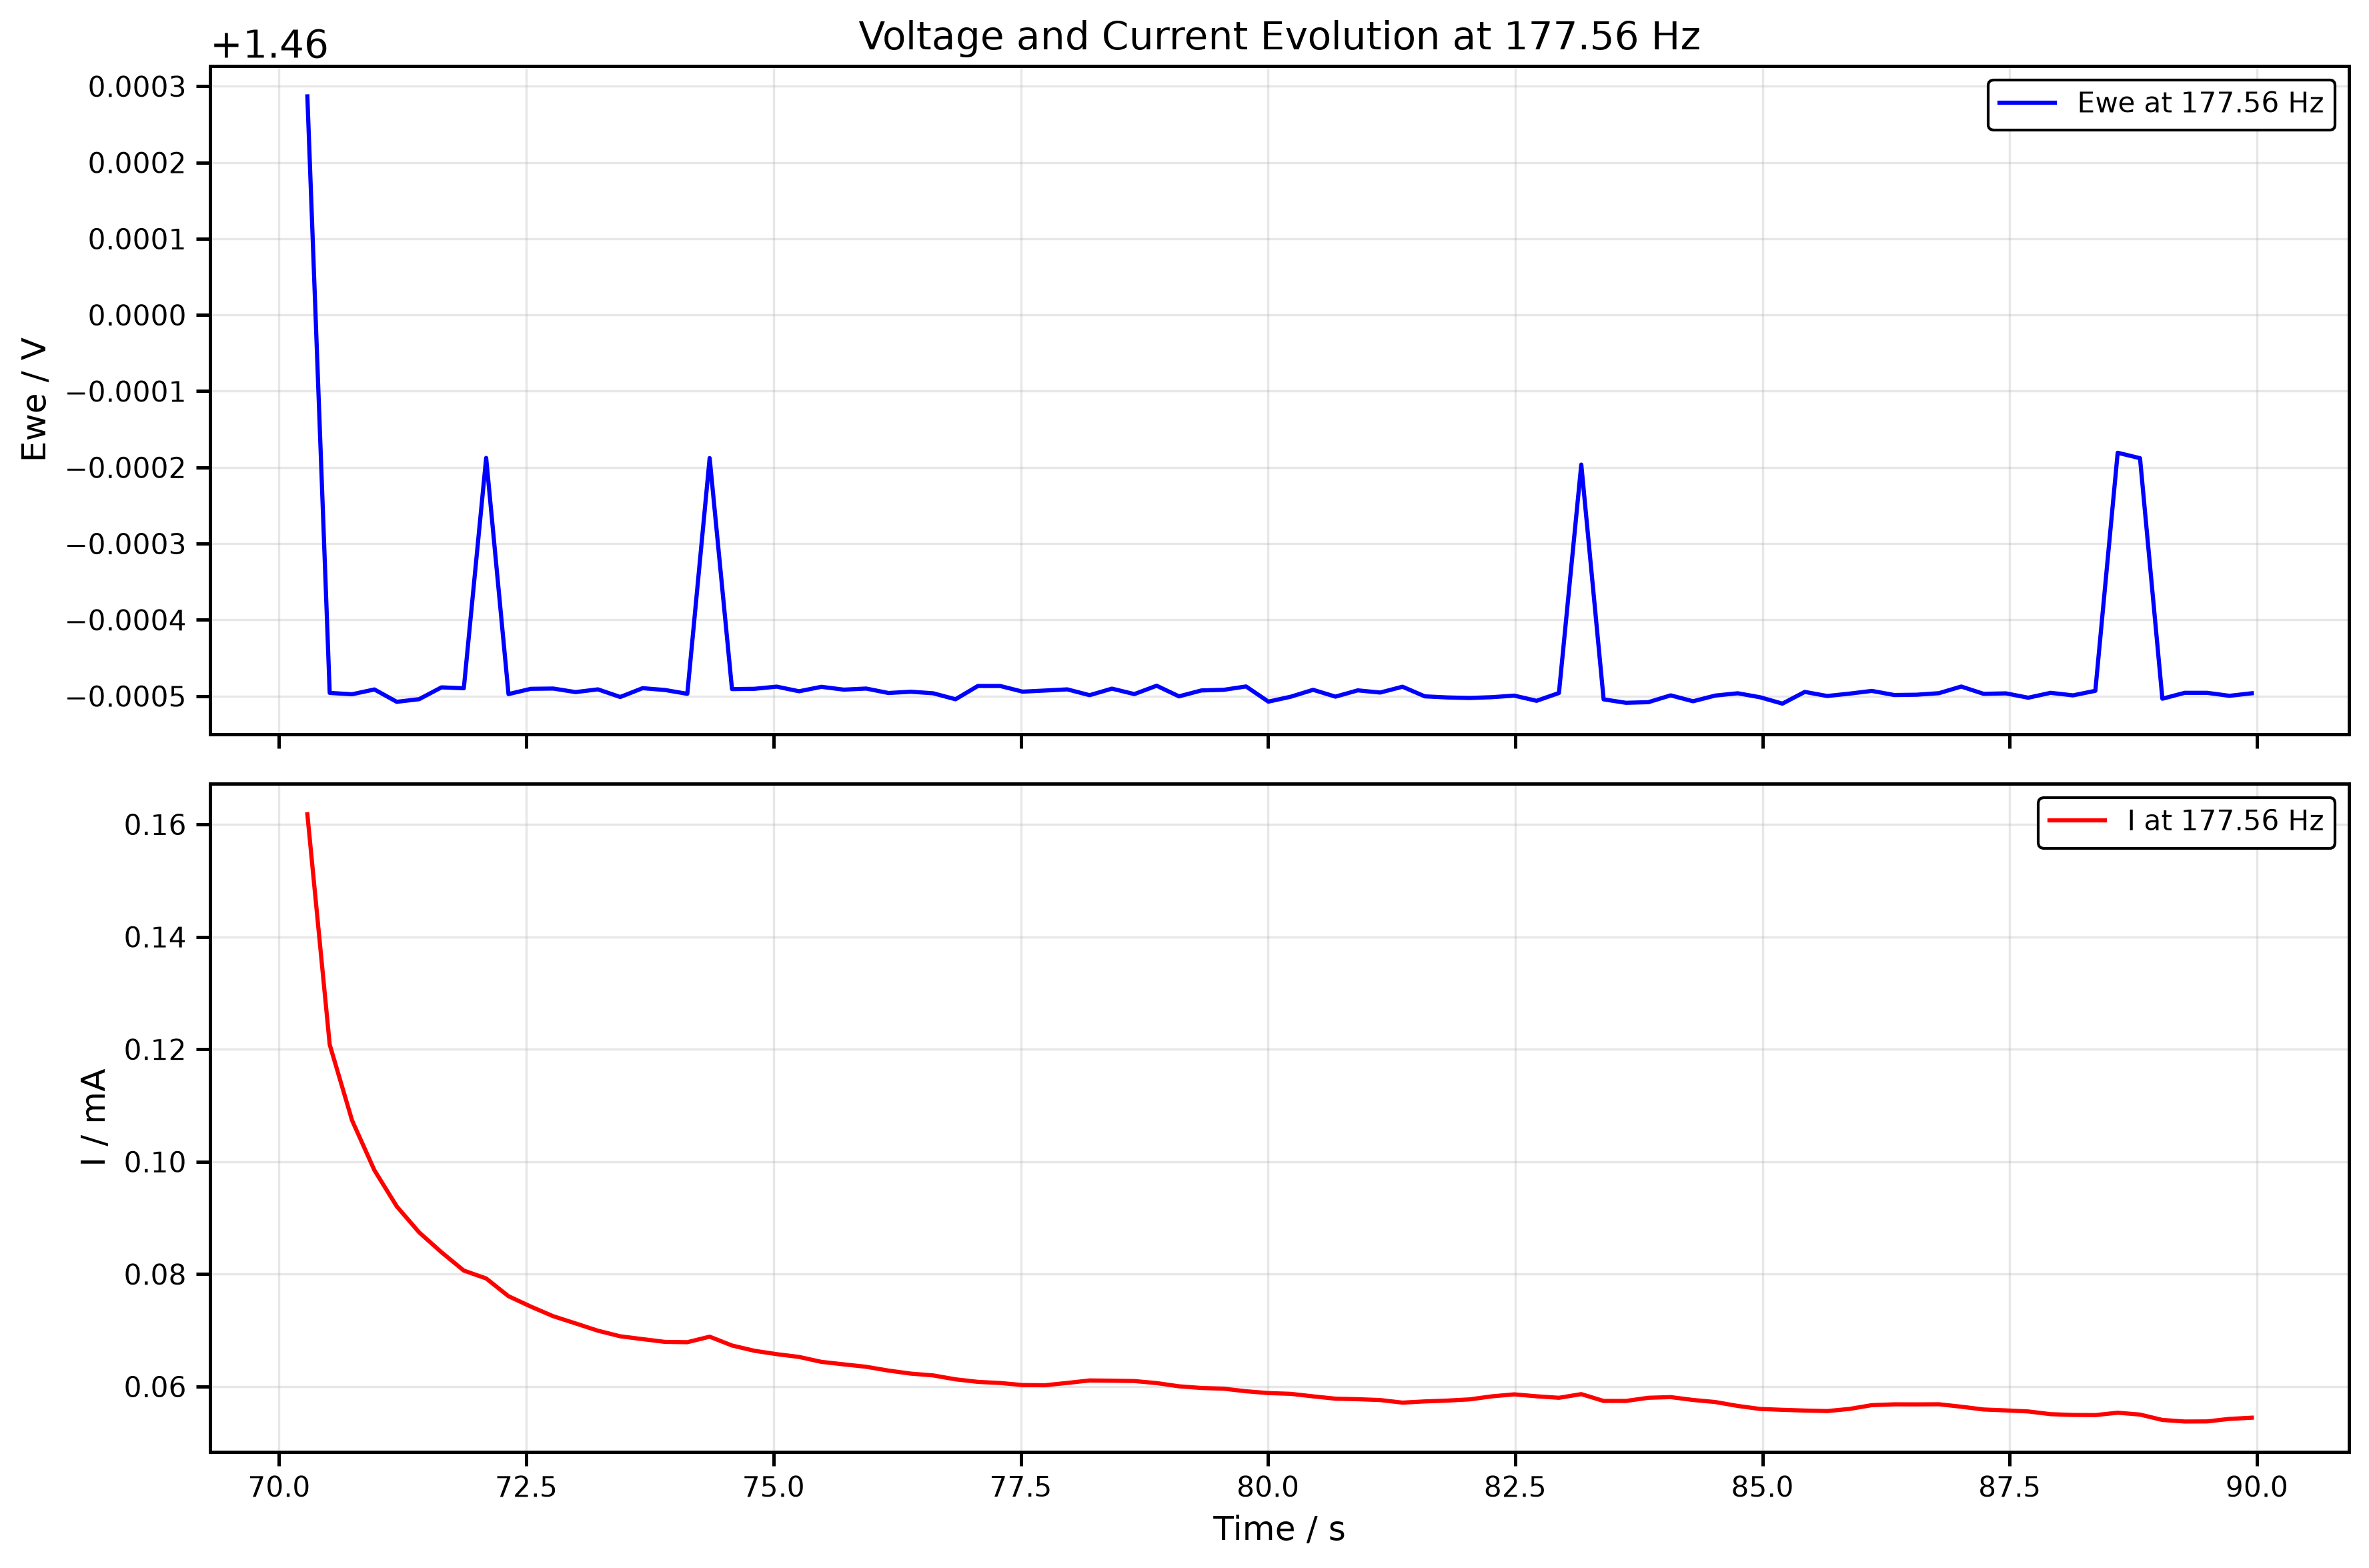 Voltage and Current Evolution at 177.56 Hz
+1.46
Ewe at 177.56 Hz
0.0003
0.0002
0.0001
0.0000
−0.0001
−0.0002
−0.0003
−0.0004
−0.0005
Ewe / V
I at 177.56 Hz
0.16
0.14
0.12
0.10
0.08
0.06
I / mA
70.0 72.5 75.0 77.5 80.0 82.5 85.0 87.5 90.0
Time / s